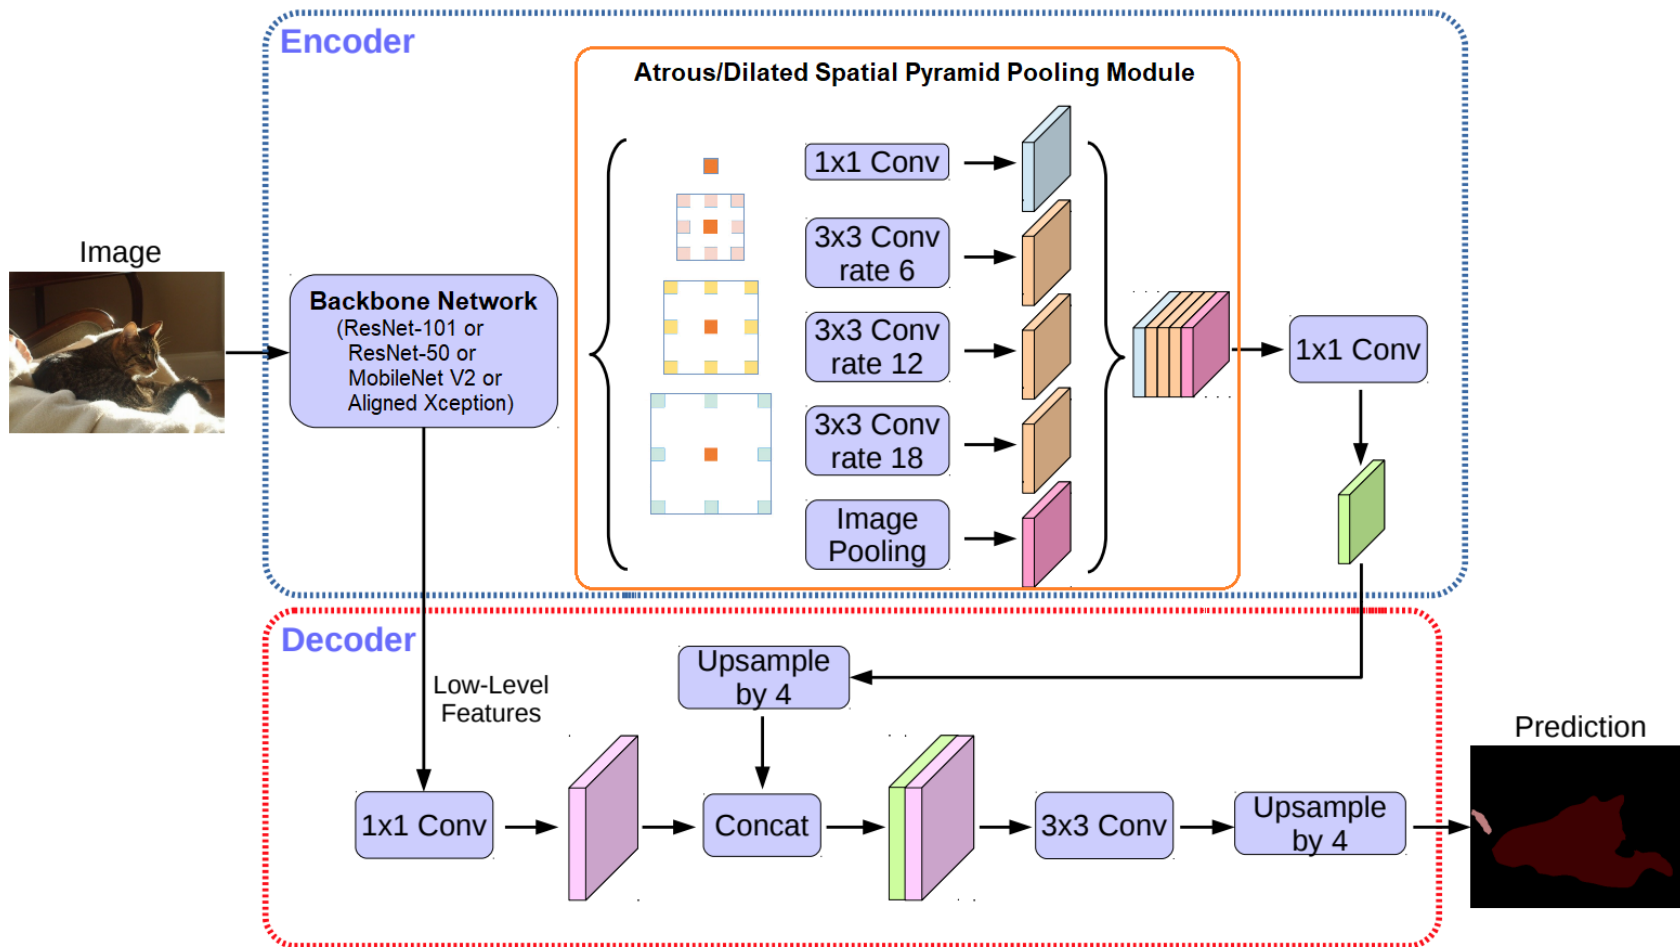 Encoder
Atrous/Dilated Spatial Pyramid Pooling Module
1x1 Conv
3x3 Conv
rate 6
Image
Backbone Network
(ResNet-101 or
ResNet-50 or
MobileNet V2 or
Aligned Xception)
3x3 Conv
rate 12
1x1 Conv
3x3 Conv
rate 18
Image
Pooling
Decoder
Upsample
by 4
Low-Level
Features
Prediction
1x1 Conv
Concat
3x3 Conv
Upsample
by 4